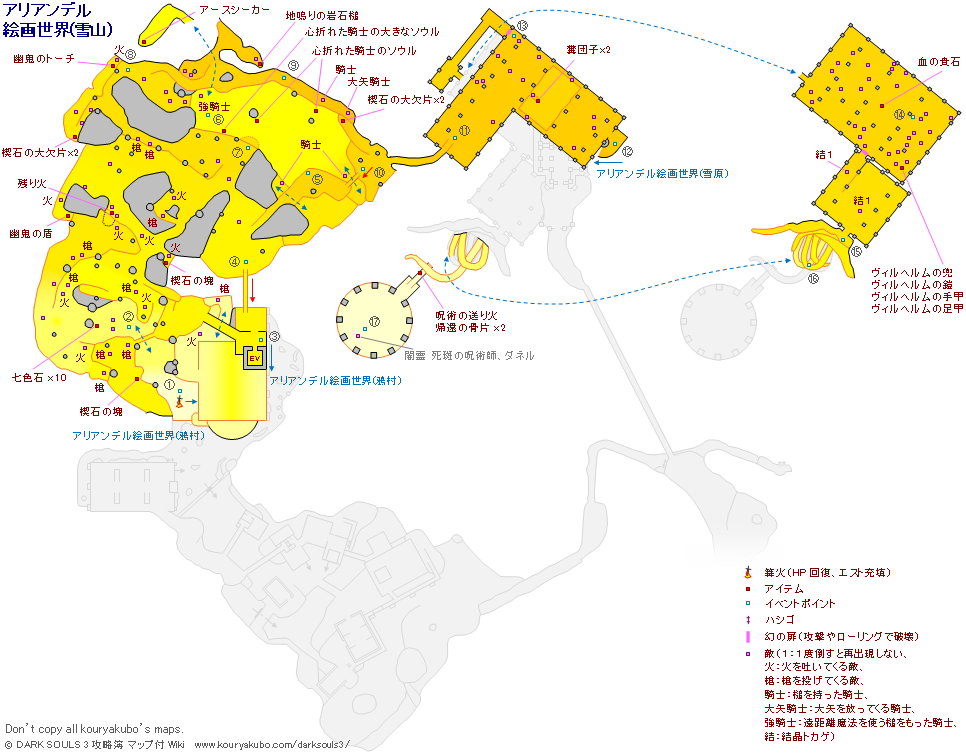 アリアンデル
絵画世界(雪山)
アースシーカー
地鳴りの岩石槌
心折れた騎士の大きなソウル
心折れた騎士のソウル
騎士
大矢騎士
楔石の大欠片×2
幽鬼のトーチ
火
⑧
⑨
強騎士
⑥
⑦
騎士
⑤
⑩
槍
槍
楔石の大欠片×2
残り火
火
幽鬼の盾
火
槍
火
火
火
④
槍
槍
槍
火
楔石の塊
槍
②
火
③
EV
火
槍
槍
七色石 ×10
槍
①
楔石の塊
アリアンデル絵画世界(鴉村)
アリアンデル絵画世界(鴉村)
⑬
糞団子×2
⑪
⑫
アリアンデル絵画世界(雪原)
血の貴石
⑭
結1
結1
⑮
⑯
ヴィルヘルムの兜
ヴィルヘルムの鎧
ヴィルヘルムの手甲
ヴィルヘルムの足甲
呪術の送り火
帰還の骨片 ×2
⑰
闇霊 死斑の呪術師、ダネル
篝火(HP回復、エスト充填)
アイテム
イベントポイント
ハシゴ
幻の扉(攻撃やローリングで破壊)
敵(1:1度倒すと再出現しない、
火:火を吐いてくる敵、
槍:槍を投げてくる敵、
騎士:槌を持った騎士、
大矢騎士:大矢を放ってくる騎士、
強騎士:遠距離魔法を使う槌をもった騎士、
結:結晶トカゲ)
Don't copy all kouryakubo's maps.
© DARK SOULS 3 攻略簿 マップ付 Wiki www.kouryakubo.com/darksouls3/